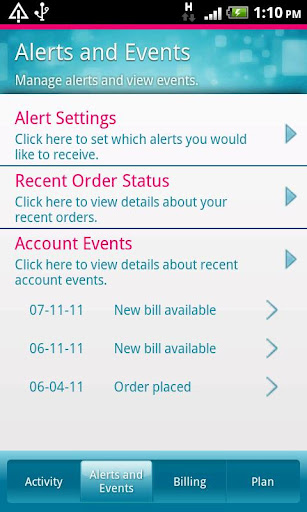 H
1:10 PM
Alerts and Events
Manage alerts and view events.
Alert Settings
Click here to set which alerts you would
like to receive.
Recent Order Status
Click here to view details about your
recent orders.
Account Events
Click here to view details about recent
account events.
07-11-11 New bill available
06-11-11 New bill available
06-04-11 Order placed
Activity
Alerts and
Events
Billing
Plan